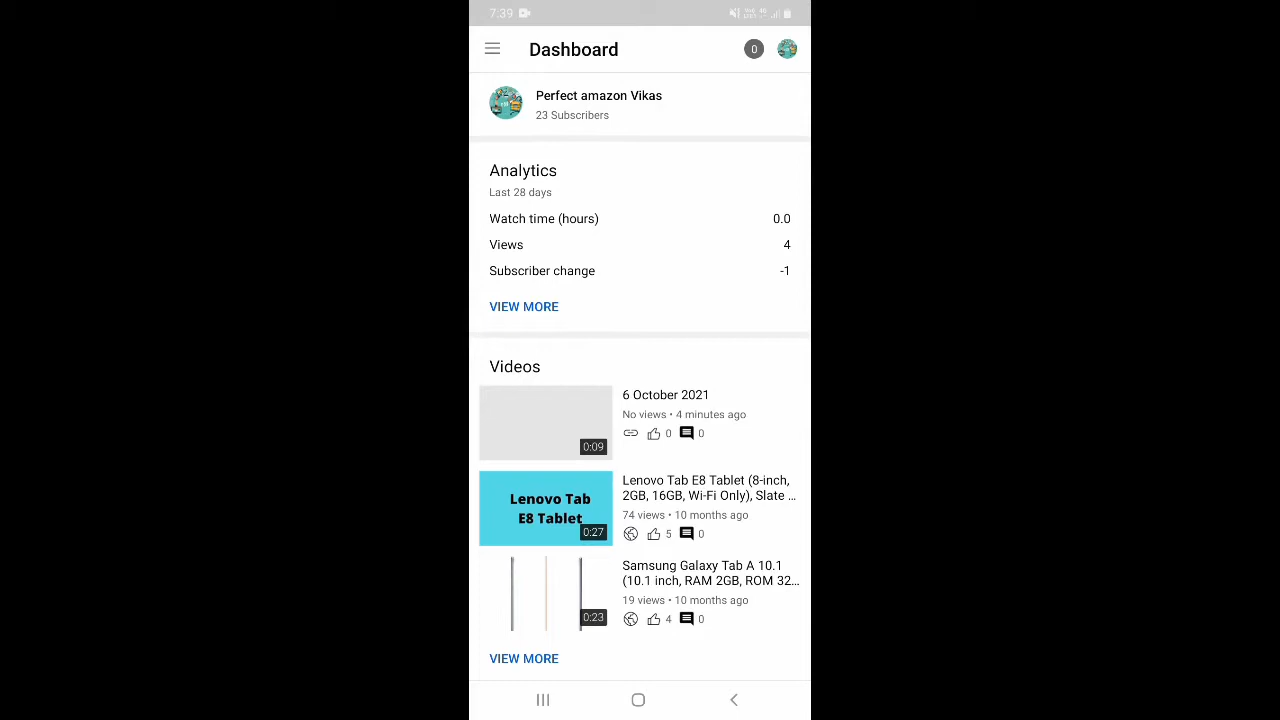 7:39
Dashboard
0
Perfect amazon Vikas
23 Subscribers
Analytics
Last 28 days
Watch time (hours) 0.0
Views 4
Subscriber change -1
VIEW MORE
Videos
0:09
6 October 2021
No views • 4 minutes ago
0 0
Lenovo Tab
E8 Tablet
0:27
Lenovo Tab E8 Tablet (8-inch,
2GB, 16GB, Wi-Fi Only), Slate ...
74 views • 10 months ago
5 0
0:23
Samsung Galaxy Tab A 10.1
(10.1 inch, RAM 2GB, ROM 32...
19 views • 10 months ago
4 0
VIEW MORE